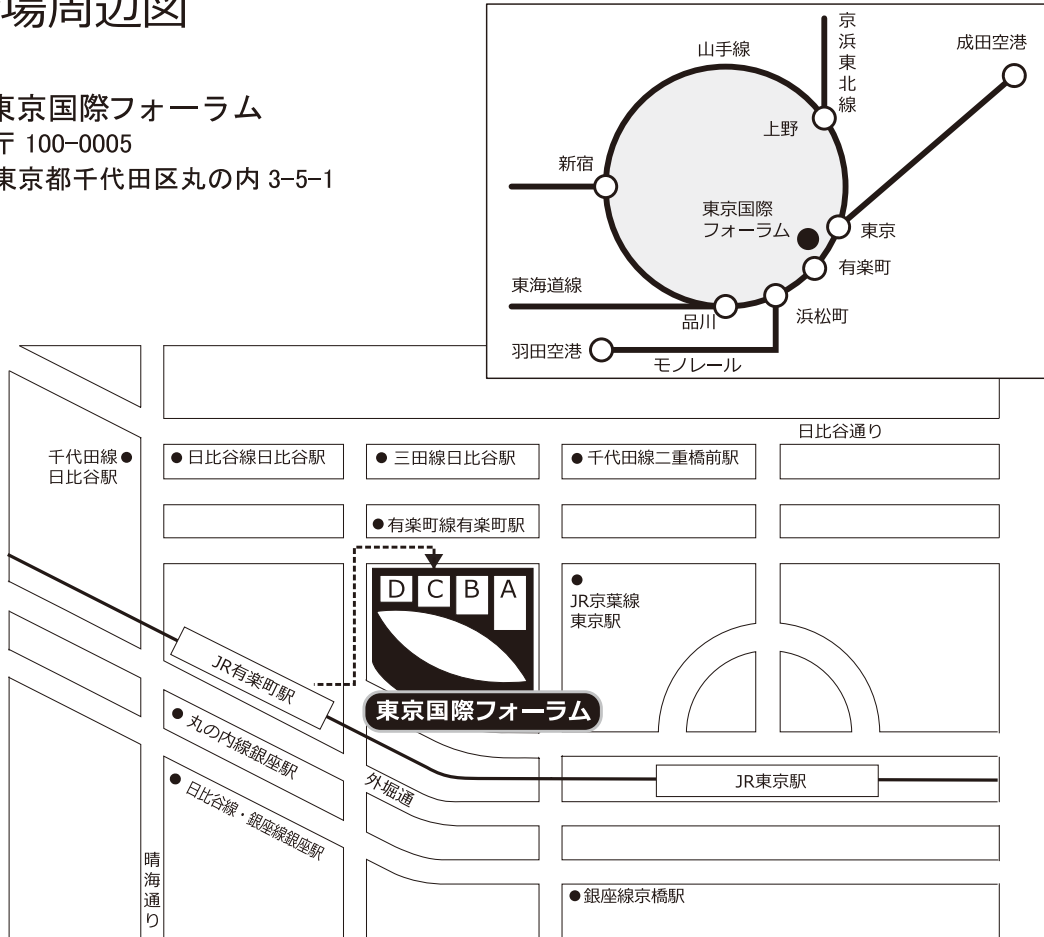 場周辺図
東京国際フォーラム
〒 100-0005
東京都千代田区丸の内 3-5-1
山手線
京浜東北線
成田空港
上野
新宿
東京国際
フォーラム
東京
有楽町
東海道線
品川
浜松町
羽田空港
モノレール
日比谷通り
千代田線
日比谷駅
日比谷線日比谷駅
三田線日比谷駅
千代田線二重橋前駅
有楽町線有楽町駅
D C B A
JR京葉線
東京駅
JR有楽町駅
東京国際フォーラム
丸の内線銀座駅
外堀通
JR東京駅
日比谷線・銀座線銀座駅
晴海通り
銀座線京橋駅